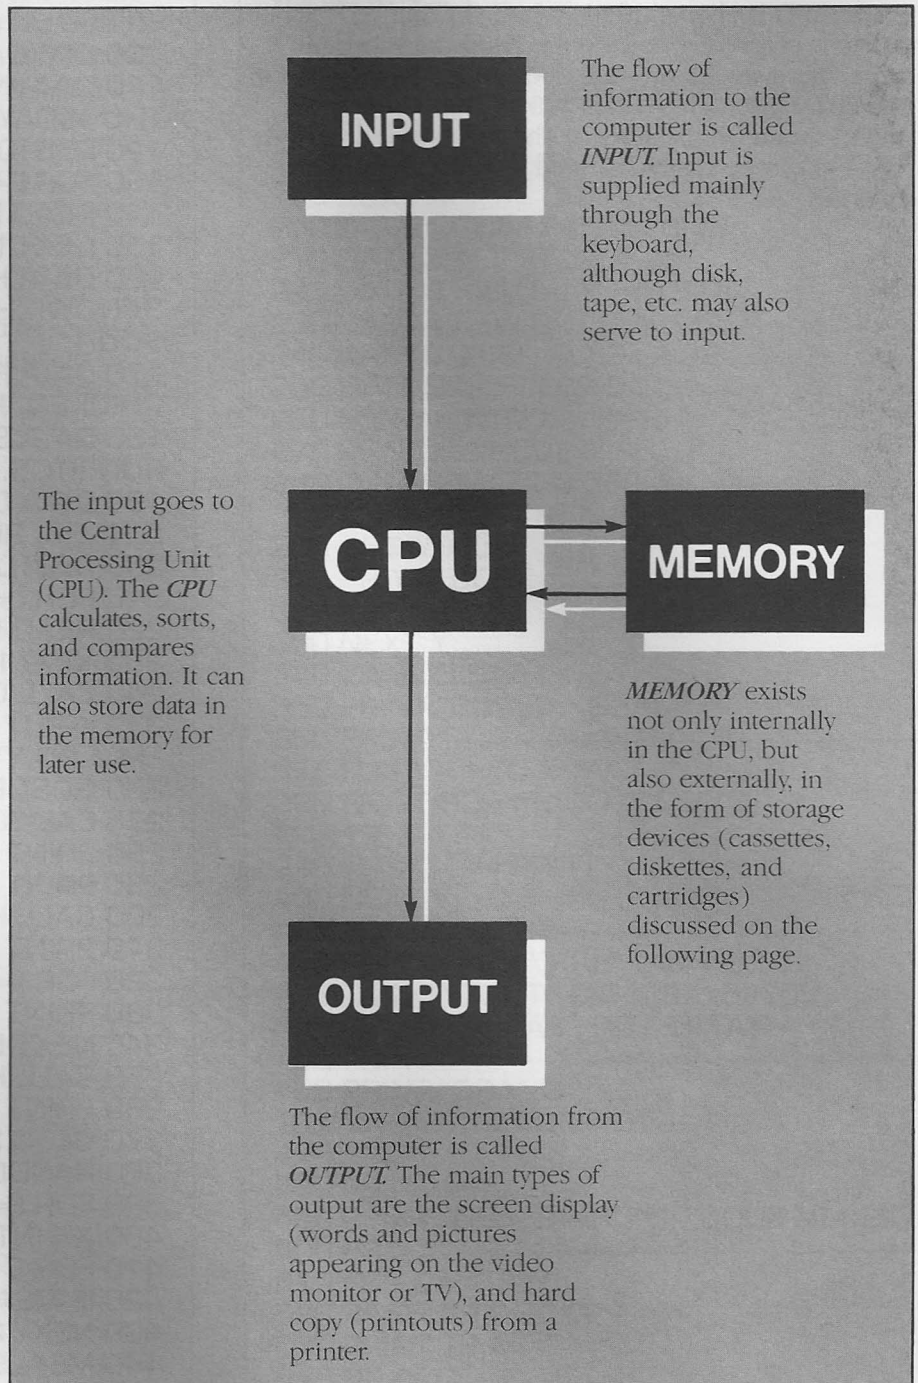 INPUT
The flow of
information to the
computer is called
INPUT. Input is
supplied mainly
through the
keyboard,
although disk,
tape, etc. may also
serve to input.
The input goes to
the Central
Processing Unit
(CPU). The CPU
calculates, sorts,
and compares
information. It can
also store data in
the memory for
later use.
CPU
MEMORY
MEMORY exists
not only internally
in the CPU, but
also externally, in
the form of storage
devices (cassettes,
diskettes, and
cartridges)
discussed on the
following page.
OUTPUT
The flow of information from
the computer is called
OUTPUT. The main types of
output are the screen display
(words and pictures
appearing on the video
monitor or TV), and hard
copy (printouts) from a
printer.